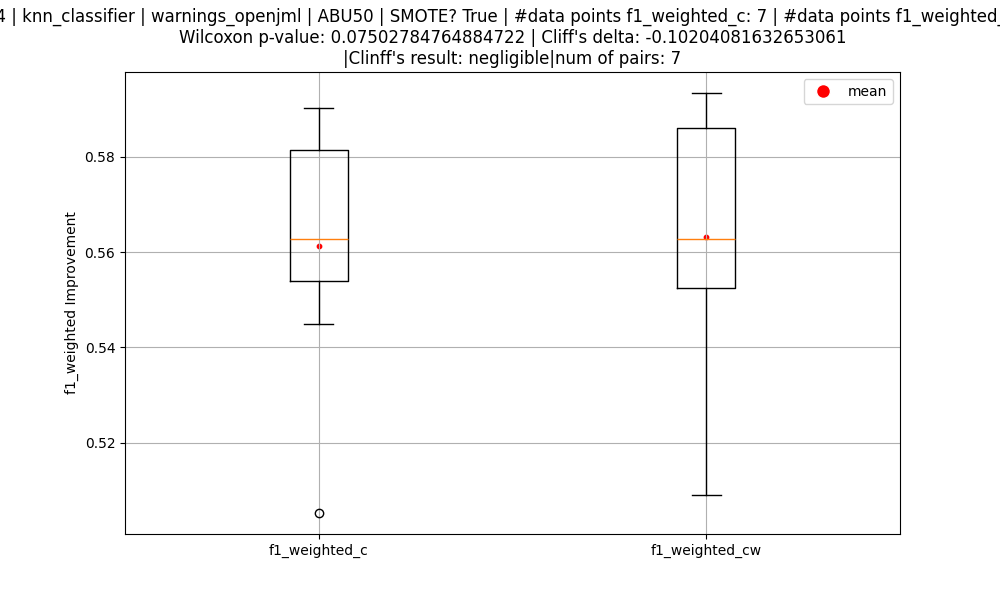 4 | knn_classifier | warnings_openjml | ABU50 | SMOTE? True | #data points f1_weighted_c: 7 | #data points f1_weighted_
Wilcoxon p-value: 0.07502784764884722 | Cliff's delta: -0.10204081632653061
|Clinff's result: negligible|num of pairs: 7
mean
0.58
0.56
0.54
0.52
f1_weighted Improvement
f1_weighted_c
f1_weighted_cw